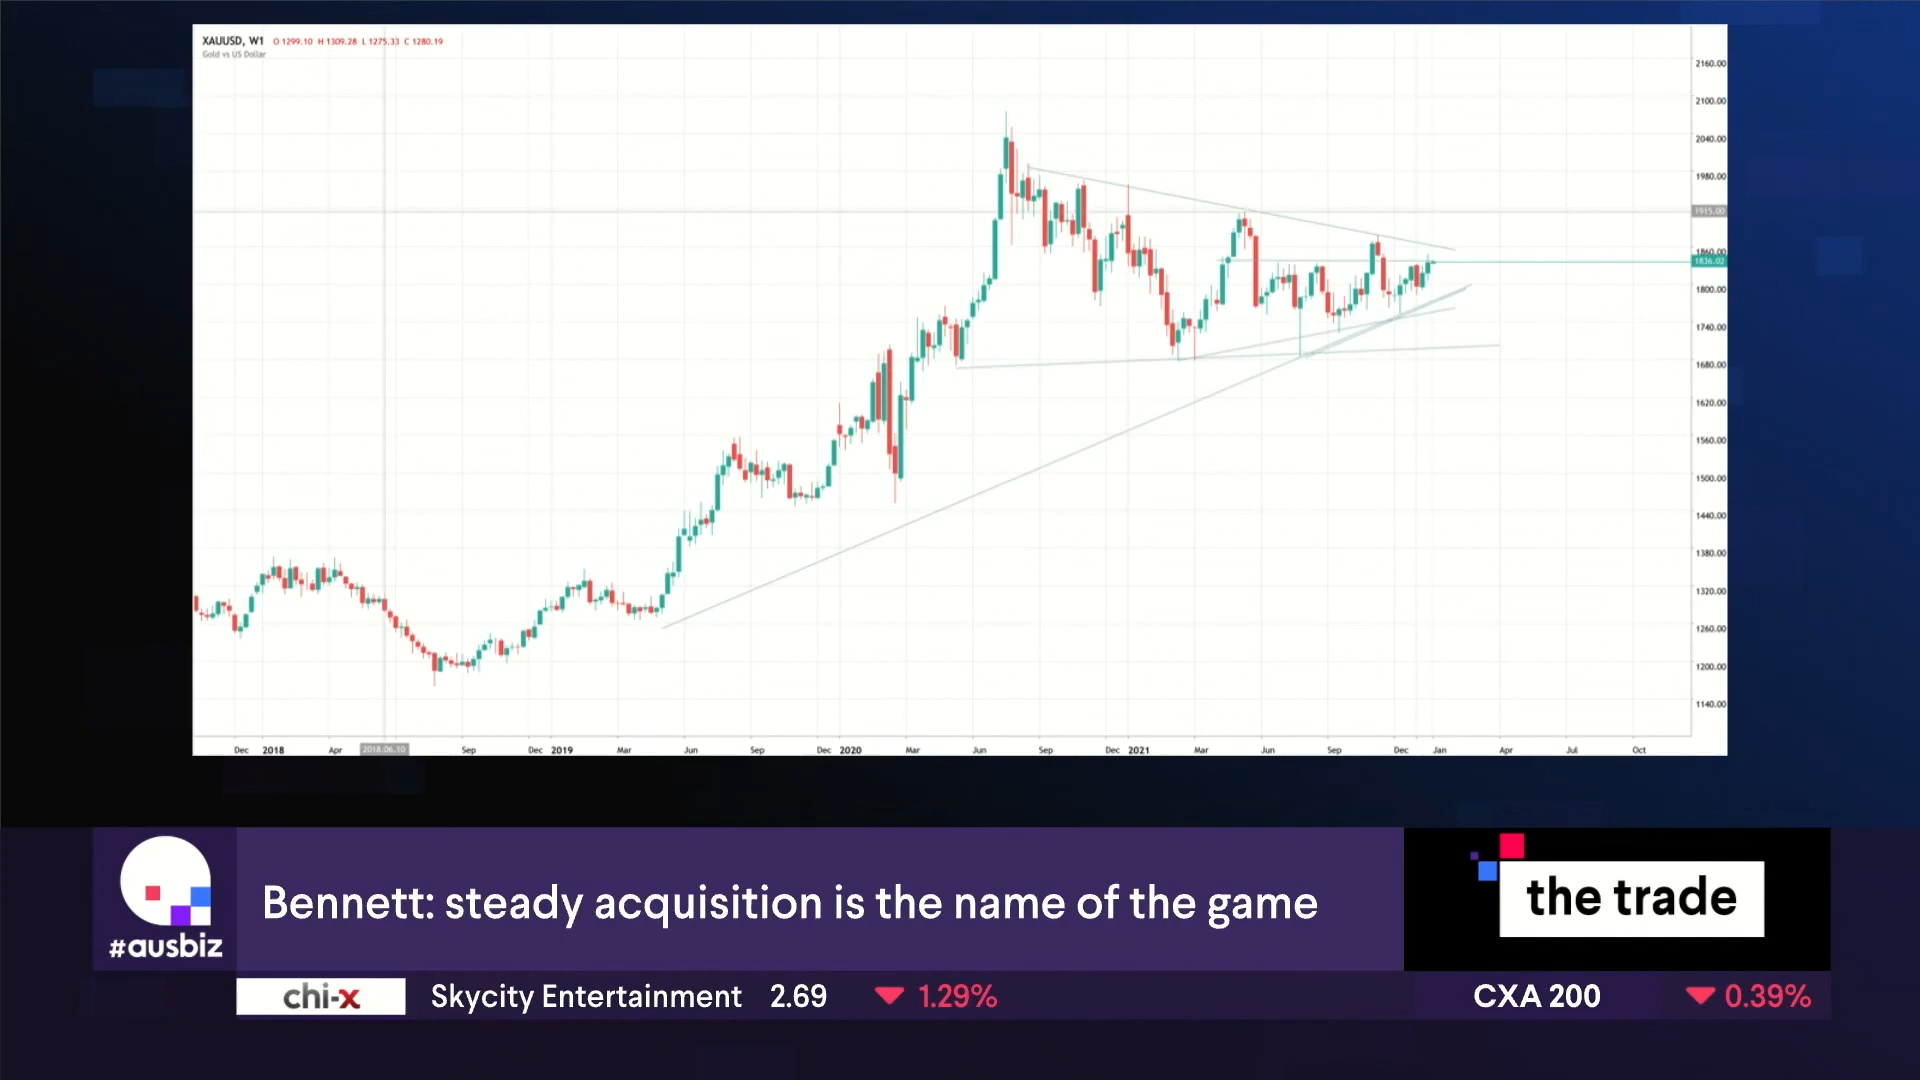 XAUUSD, W1 O 1299.10 H 1309.28 L 1275.33 C 1280.19
Gold vs US Dollar
2160.00
2100.00
2040.00
1980.00
1915.00
1860.00
1836.02
1800.00
1740.00
1680.00
1620.00
1560.00
1500.00
1440.00
1380.00
1320.00
1260.00
1200.00
1140.00
Dec 2018 Apr 2018.06.10 Sep Dec 2019 Mar Jun Sep Dec 2020 Mar Jun Sep Dec 2021 Mar Jun Sep Dec Jan Apr Jul Oct
#ausbiz
Bennett: steady acquisition is the name of the game
the trade
chi-x Skycity Entertainment 2.69 1.29% CXA 200 0.39%